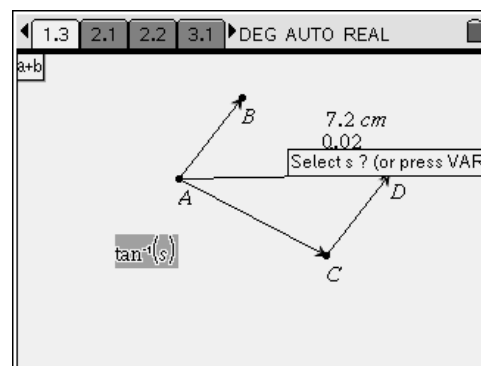 1.3 2.1 2.2 3.1 DEG AUTO REAL
a+b
B
7.2 cm
0.02
Select s ? (or press VAR
A
D
tan⁻¹(s)
C